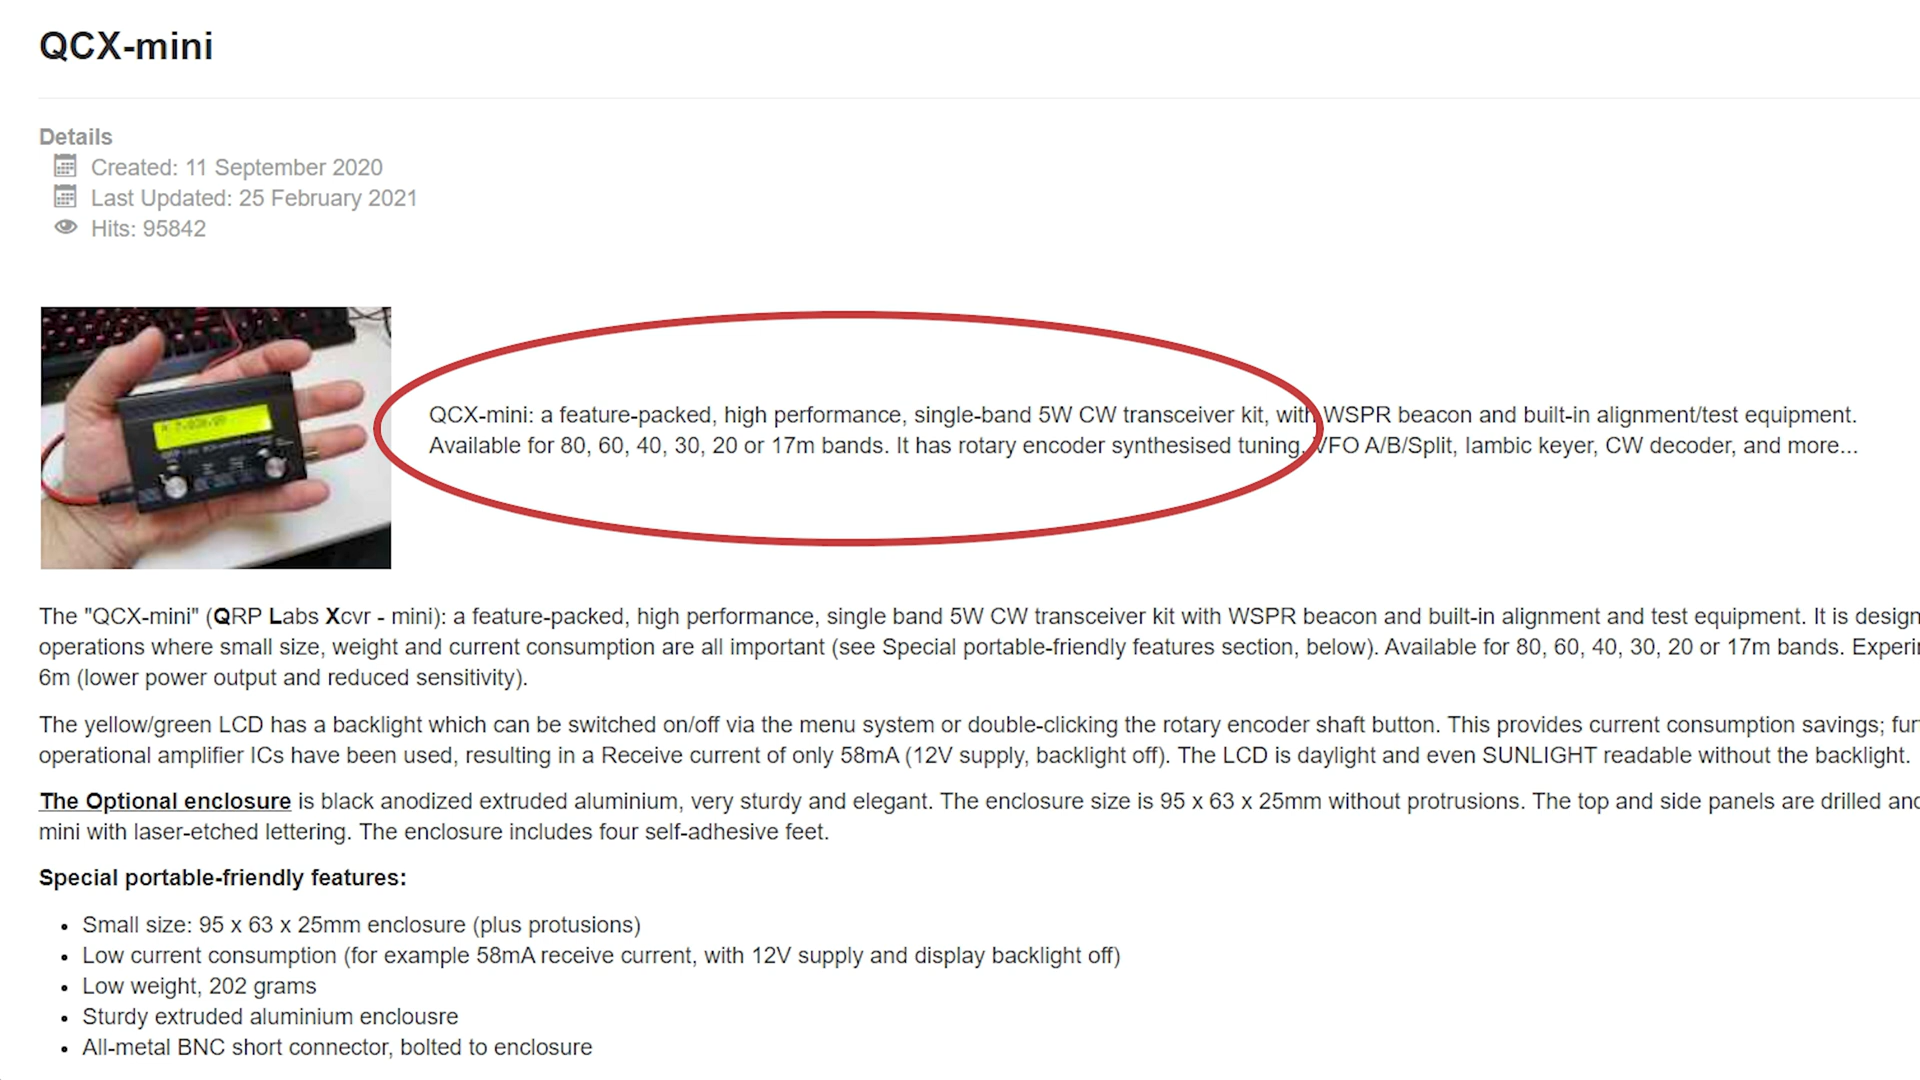 QCX-mini
Details
Created: 11 September 2020
Last Updated: 25 February 2021
Hits: 95842
QCX-mini: a feature-packed, high performance, single-band 5W CW transceiver kit, with WSPR beacon and built-in alignment/test equipment.
Available for 80, 60, 40, 30, 20 or 17m bands. It has rotary encoder synthesised tuning, VFO A/B/Split, Iambic keyer, CW decoder, and more...
The "QCX-mini" (QRP Labs Xcvr - mini): a feature-packed, high performance, single band 5W CW transceiver kit with WSPR beacon and built-in alignment and test equipment. It is design
operations where small size, weight and current consumption are all important (see Special portable-friendly features section, below). Available for 80, 60, 40, 30, 20 or 17m bands. Experi
6m (lower power output and reduced sensitivity).
The yellow/green LCD has a backlight which can be switched on/off via the menu system or double-clicking the rotary encoder shaft button. This provides current consumption savings; fur
operational amplifier ICs have been used, resulting in a Receive current of only 58mA (12V supply, backlight off). The LCD is daylight and even SUNLIGHT readable without the backlight.
The Optional enclosure is black anodized extruded aluminium, very sturdy and elegant. The enclosure size is 95 x 63 x 25mm without protrusions. The top and side panels are drilled and
mini with laser-etched lettering. The enclosure includes four self-adhesive feet.
Special portable-friendly features:
Small size: 95 x 63 x 25mm enclosure (plus protusions)
Low current consumption (for example 58mA receive current, with 12V supply and display backlight off)
Low weight, 202 grams
Sturdy extruded aluminium enclousre
All-metal BNC short connector, bolted to enclosure